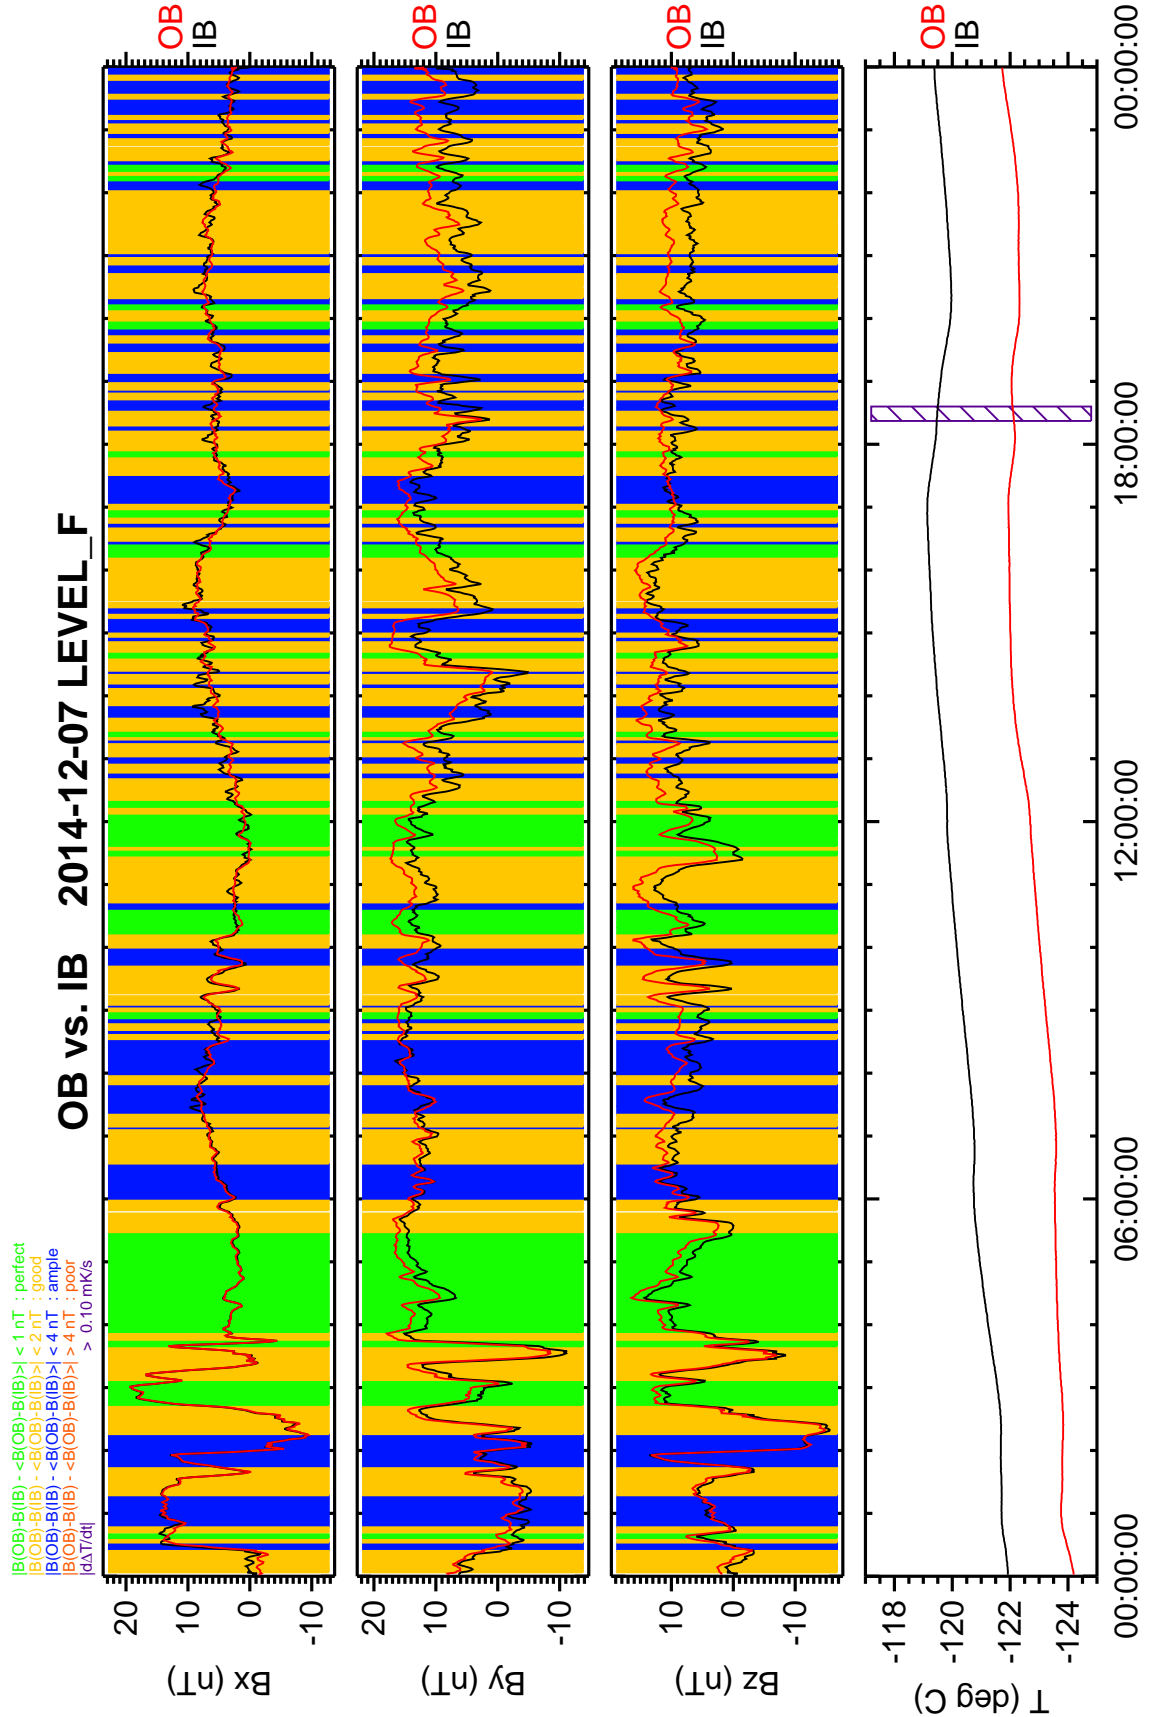 |B(OB)-B(IB) - <B(OB)-B(IB)>| < 1 nT : perfect
|B(OB)-B(IB) - <B(OB)-B(IB)>| < 2 nT : good
|B(OB)-B(IB) - <B(OB)-B(IB)>| < 4 nT : ample
|B(OB)-B(IB) - <B(OB)-B(IB)>| > 4 nT : poor
|dΔT/dt| > 0.10 mK/s
OB vs. IB 2014-12-07 LEVEL_F
Bx (nT)
20
10
0
-10
OB
IB
By (nT)
20
10
0
-10
OB
IB
Bz (nT)
10
0
-10
OB
IB
T (deg C)
-118
-120
-122
-124
OB
IB
00:00:00
06:00:00
12:00:00
18:00:00
00:00:00